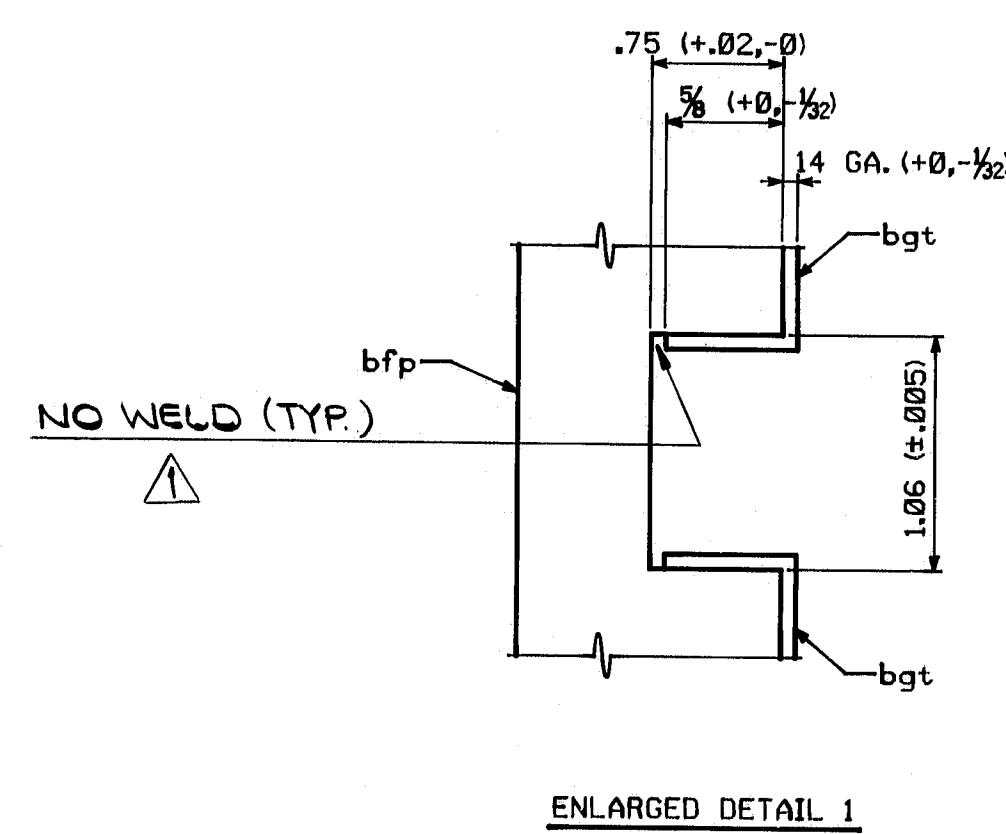 .75 (+.02,-0)
5/8 (+0,-1/32)
14 GA. (+0,-1/32)
bgt
bfp
NO WELD (TYP.)
1
1.06 (±.005)
bgt
ENLARGED DETAIL 1